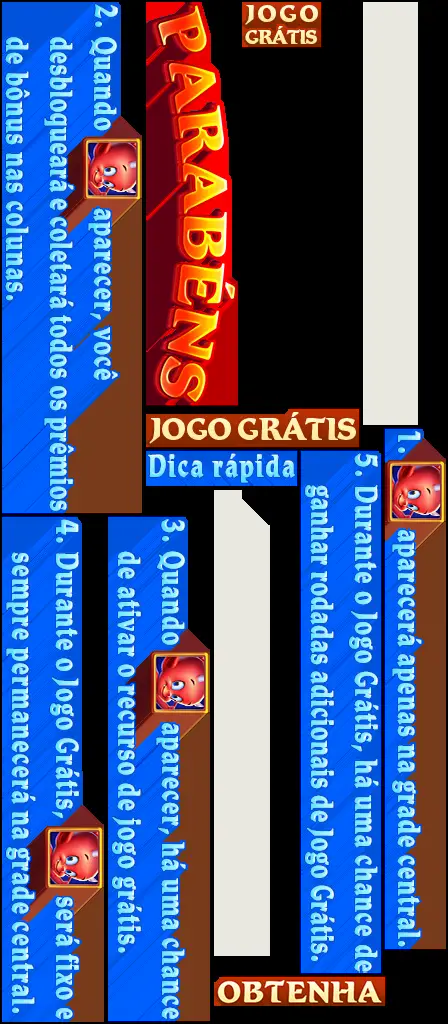 JOGO
GRÁTIS
PARABÉNS
JOGO GRÁTIS
Dica rápida
1. aparecerá apenas na grade central.
2. Quando aparecer, você
desbloqueará e coletará todos os prêmios
de bônus nas colunas.
3. Quando aparecer, há uma chance
de ativar o recurso de jogo grátis.
4. Durante o Jogo Grátis, será fixo e
sempre permanecerá na grade central.
5. Durante o Jogo Grátis, há uma chance de
ganhar rodadas adicionais de Jogo Grátis.
OBTENHA